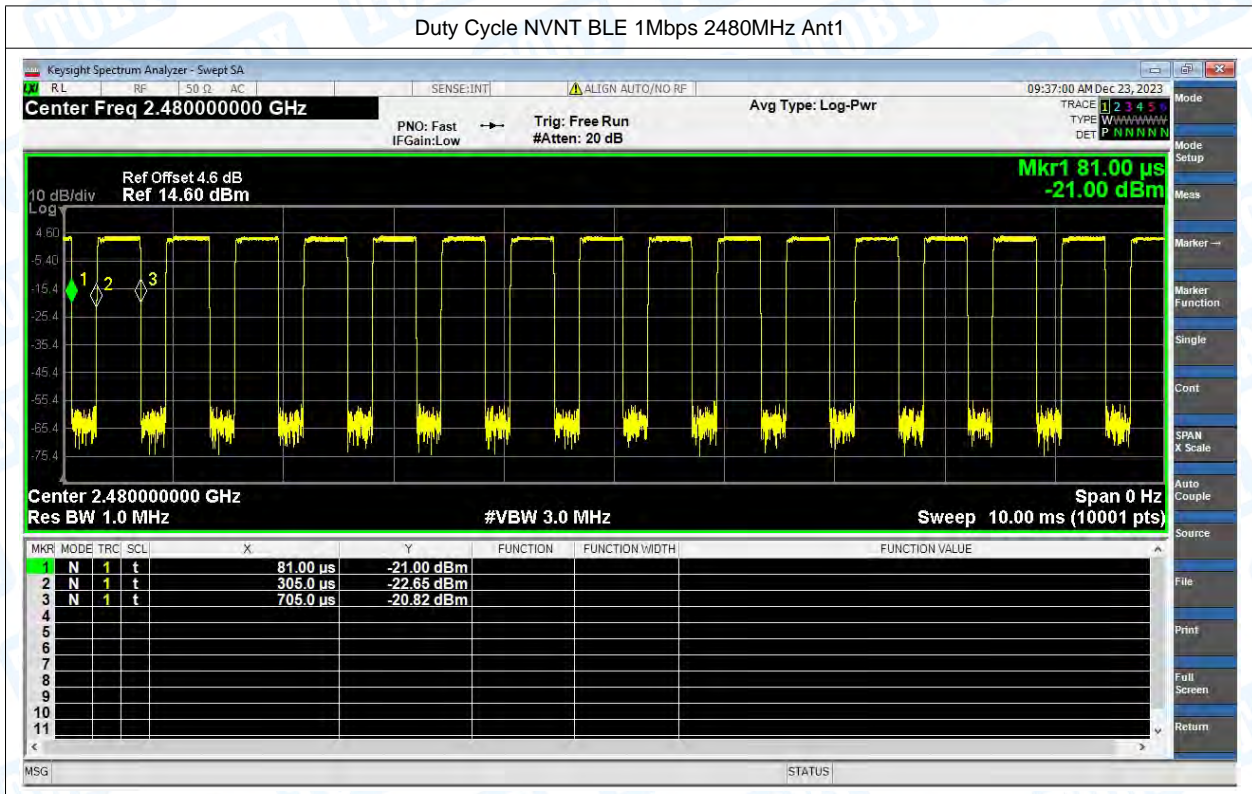 Duty Cycle NVNT BLE 1Mbps 2480MHz Ant1
Keysight Spectrum Analyzer - Swept SA
LXI RL RF 50 Ω AC SENSE:INT ALIGN AUTO/NO RF 09:37:00 AM Dec 23, 2023
Center Freq 2.480000000 GHz
PNO: Fast
IFGain:Low
Trig: Free Run
#Atten: 20 dB
Avg Type: Log-Pwr
TRACE 1 2 3 4 5 6
TYPE WWWWWW
DET P N N N N N
Ref Offset 4.6 dB
Ref 14.60 dBm
10 dB/div
Log
Mkr1 81.00 µs
-21.00 dBm
4.60
-5.40
-15.4
-25.4
-35.4
-45.4
-55.4
-65.4
-75.4
1
2
3
Center 2.480000000 GHz Span 0 Hz
Res BW 1.0 MHz #VBW 3.0 MHz Sweep 10.00 ms (10001 pts)
MKR MODE TRC SCL X Y FUNCTION FUNCTION WIDTH FUNCTION VALUE
1 N 1 t 81.00 µs -21.00 dBm
2 N 1 t 305.0 µs -22.65 dBm
3 N 1 t 705.0 µs -20.82 dBm
4
5
6
7
8
9
10
11
MSG STATUS
Mode
Mode Setup
Meas
Marker→
Marker Function
Single
Cont
SPAN X Scale
Auto Couple
Source
File
Print
Full Screen
Return
TOBY